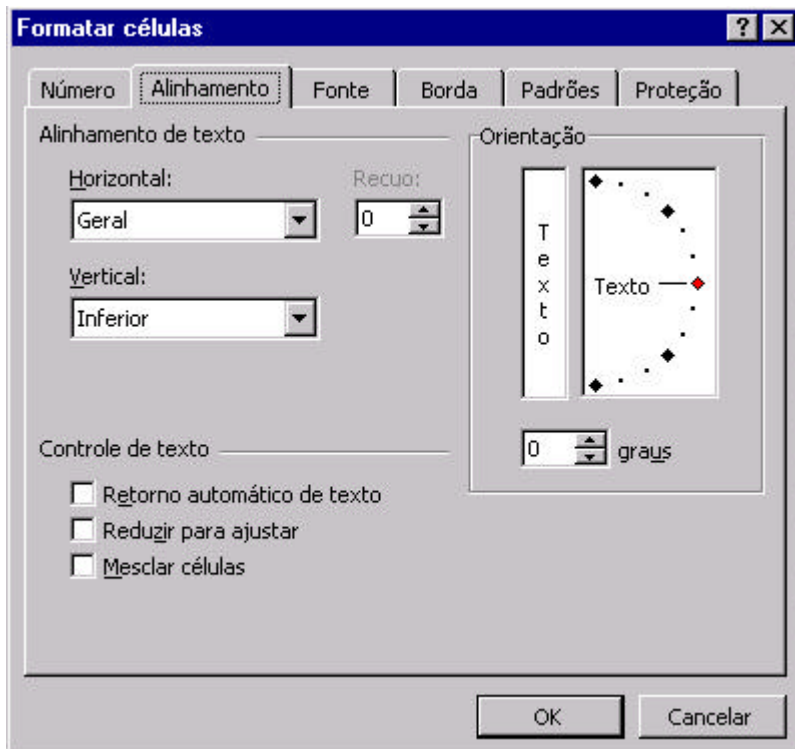 Formatar células
Número Alinhamento Fonte Borda Padrões Proteção
Alinhamento de texto
Horizontal: Recuo:
Geral 0
Vertical:
Inferior
Orientação
Texto
Texto
0 graus
Controle de texto
Retorno automático de texto
Reduzir para ajustar
Mesclar células
OK Cancelar